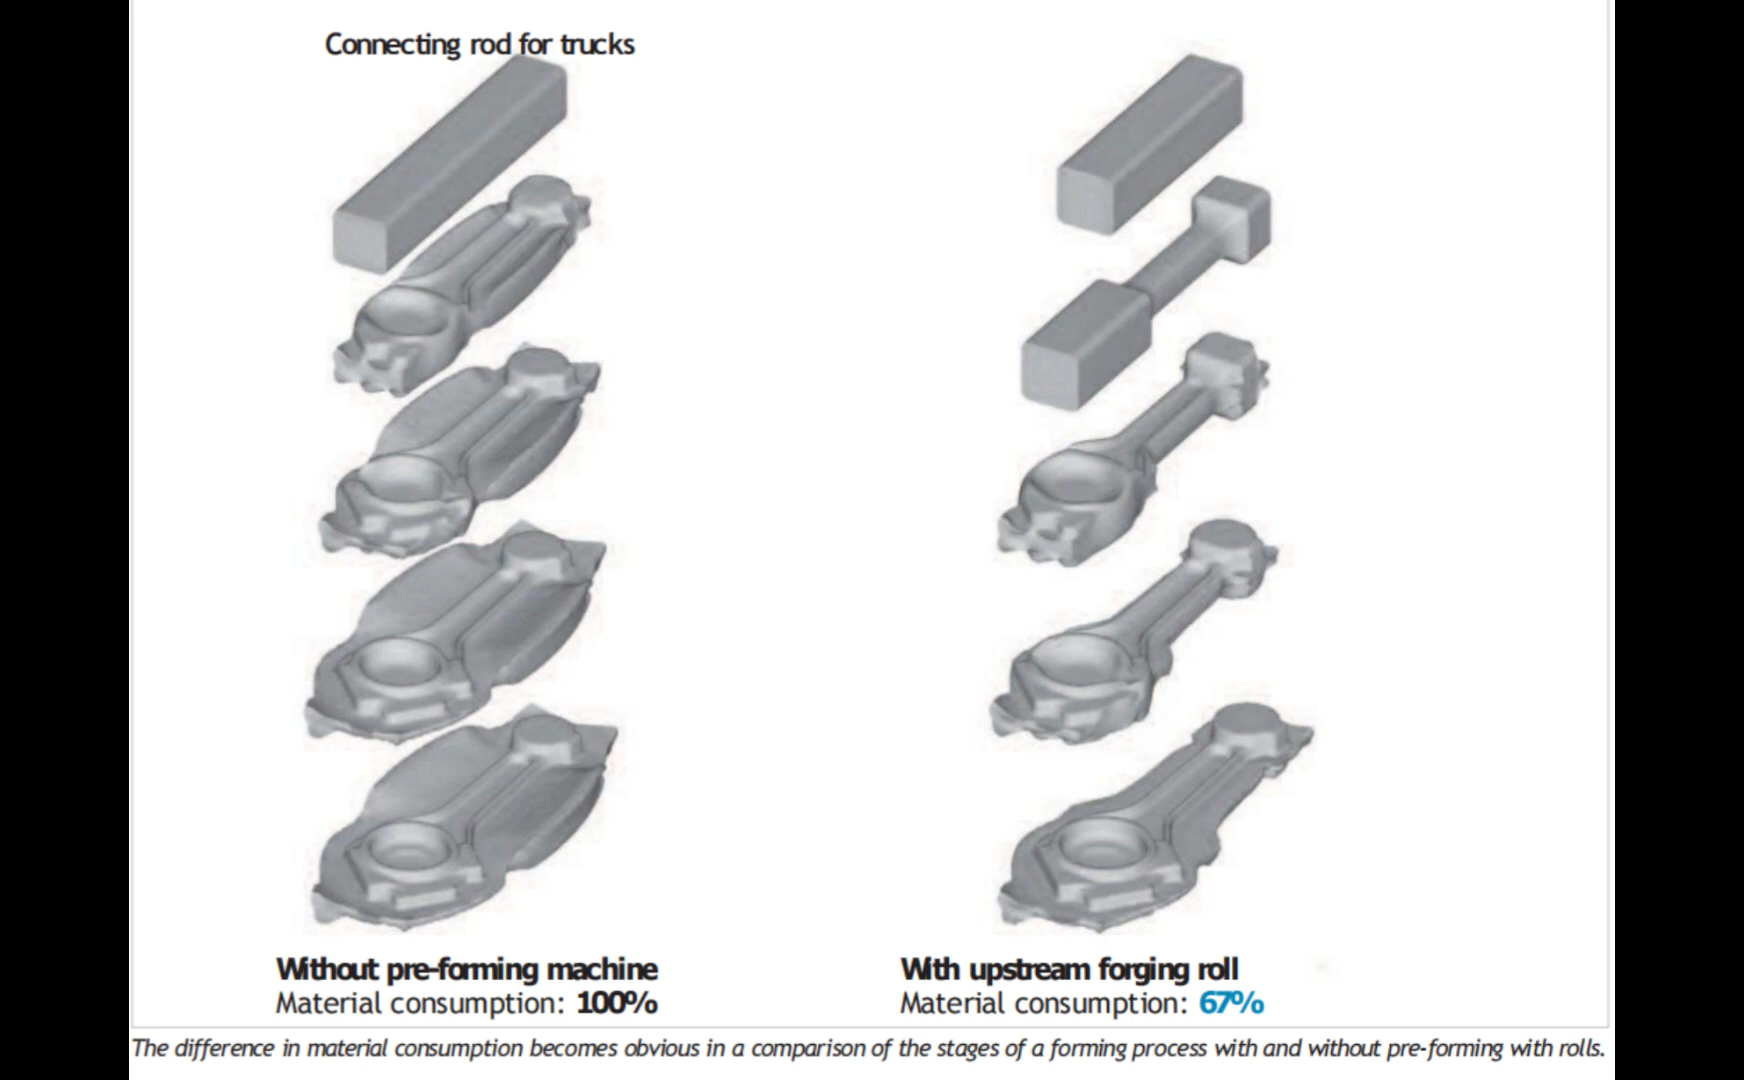 Connecting rod for trucks
Without pre-forming machine
Material consumption: 100%
With upstream forging roll
Material consumption: 67%
The difference in material consumption becomes obvious in a comparison of the stages of a forming process with and without pre-forming with rolls.